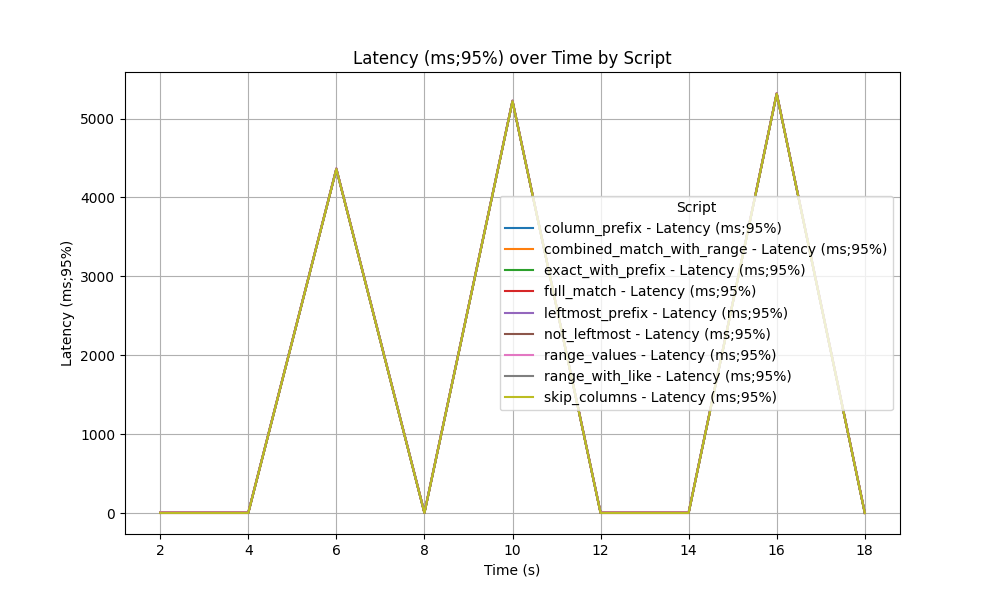 Latency (ms;95%) over Time by Script
Latency (ms;95%)
5000
4000
3000
2000
1000
0
Script
column_prefix - Latency (ms;95%)
combined_match_with_range - Latency (ms;95%)
exact_with_prefix - Latency (ms;95%)
full_match - Latency (ms;95%)
leftmost_prefix - Latency (ms;95%)
not_leftmost - Latency (ms;95%)
range_values - Latency (ms;95%)
range_with_like - Latency (ms;95%)
skip_columns - Latency (ms;95%)
2 4 6 8 10 12 14 16 18
Time (s)